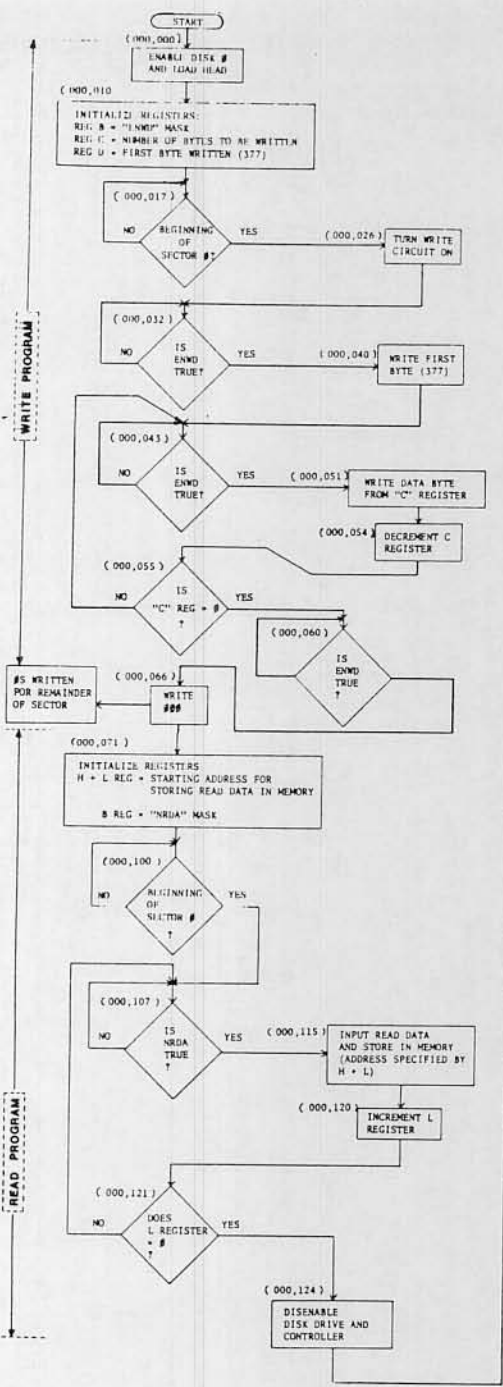 START
(000,000)
ENABLE DISK Ø
AND LOAD HEAD
(000,010
INITIALIZE REGISTERS:
REG B = "ENWD" MASK
REG C = NUMBER OF BYTES TO BE WRITTEN
REG D = FIRST BYTE WRITTEN (377)
(000,017)
BEGINNING
OF
SECTOR Ø?
NO
YES
(000,026)
TURN WRITE
CIRCUIT ON
(000,032)
IS
ENWD
TRUE?
NO
YES
(000,040)
WRITE FIRST
BYTE (377)
WRITE PROGRAM
(000,043)
IS
ENWD
TRUE?
NO
YES
(000,051)
WRITE DATA BYTE
FROM "C" REGISTER
(000,054)
DECREMENT C
REGISTER
(000,055)
IS
"C" REG = Ø
?
NO
YES
(000,060)
IS
ENWD
TRUE
?
(000,066)
WRITE
ØØØ
ØS WRITTEN
FOR REMAINDER
OF SECTOR
(000,071)
INITIALIZE REGISTERS
H + L REG = STARTING ADDRESS FOR
STORING READ DATA IN MEMORY
B REG = "NRDA" MASK
(000,100)
BEGINNING
OF
SECTOR Ø
?
NO
YES
(000,107)
IS
NRDA
TRUE
?
NO
YES
(000,115)
INPUT READ DATA
AND STORE IN MEMORY
(ADDRESS SPECIFIED BY
H + L)
(000,120)
INCREMENT L
REGISTER
READ PROGRAM
(000,121)
DOES
L REGISTER
= Ø
?
NO
YES
(000,124)
DISENABLE
DISK DRIVE AND
CONTROLLER